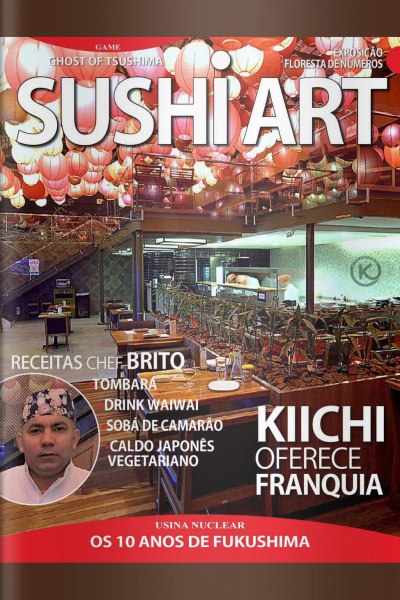 GAME
GHOST OF TSUSHIMA
EXPOSIÇÃO
FLORESTA DE NÚMEROS
SUSHi ART
K
RECEITAS CHEF BRITO
TOMBARÁ
DRINK WAIWAI
SOBÁ DE CAMARÃO
CALDO JAPONÊS
VEGETARIANO
KIICHI
OFERECE
FRANQUIA
USINA NUCLEAR
OS 10 ANOS DE FUKUSHIMA